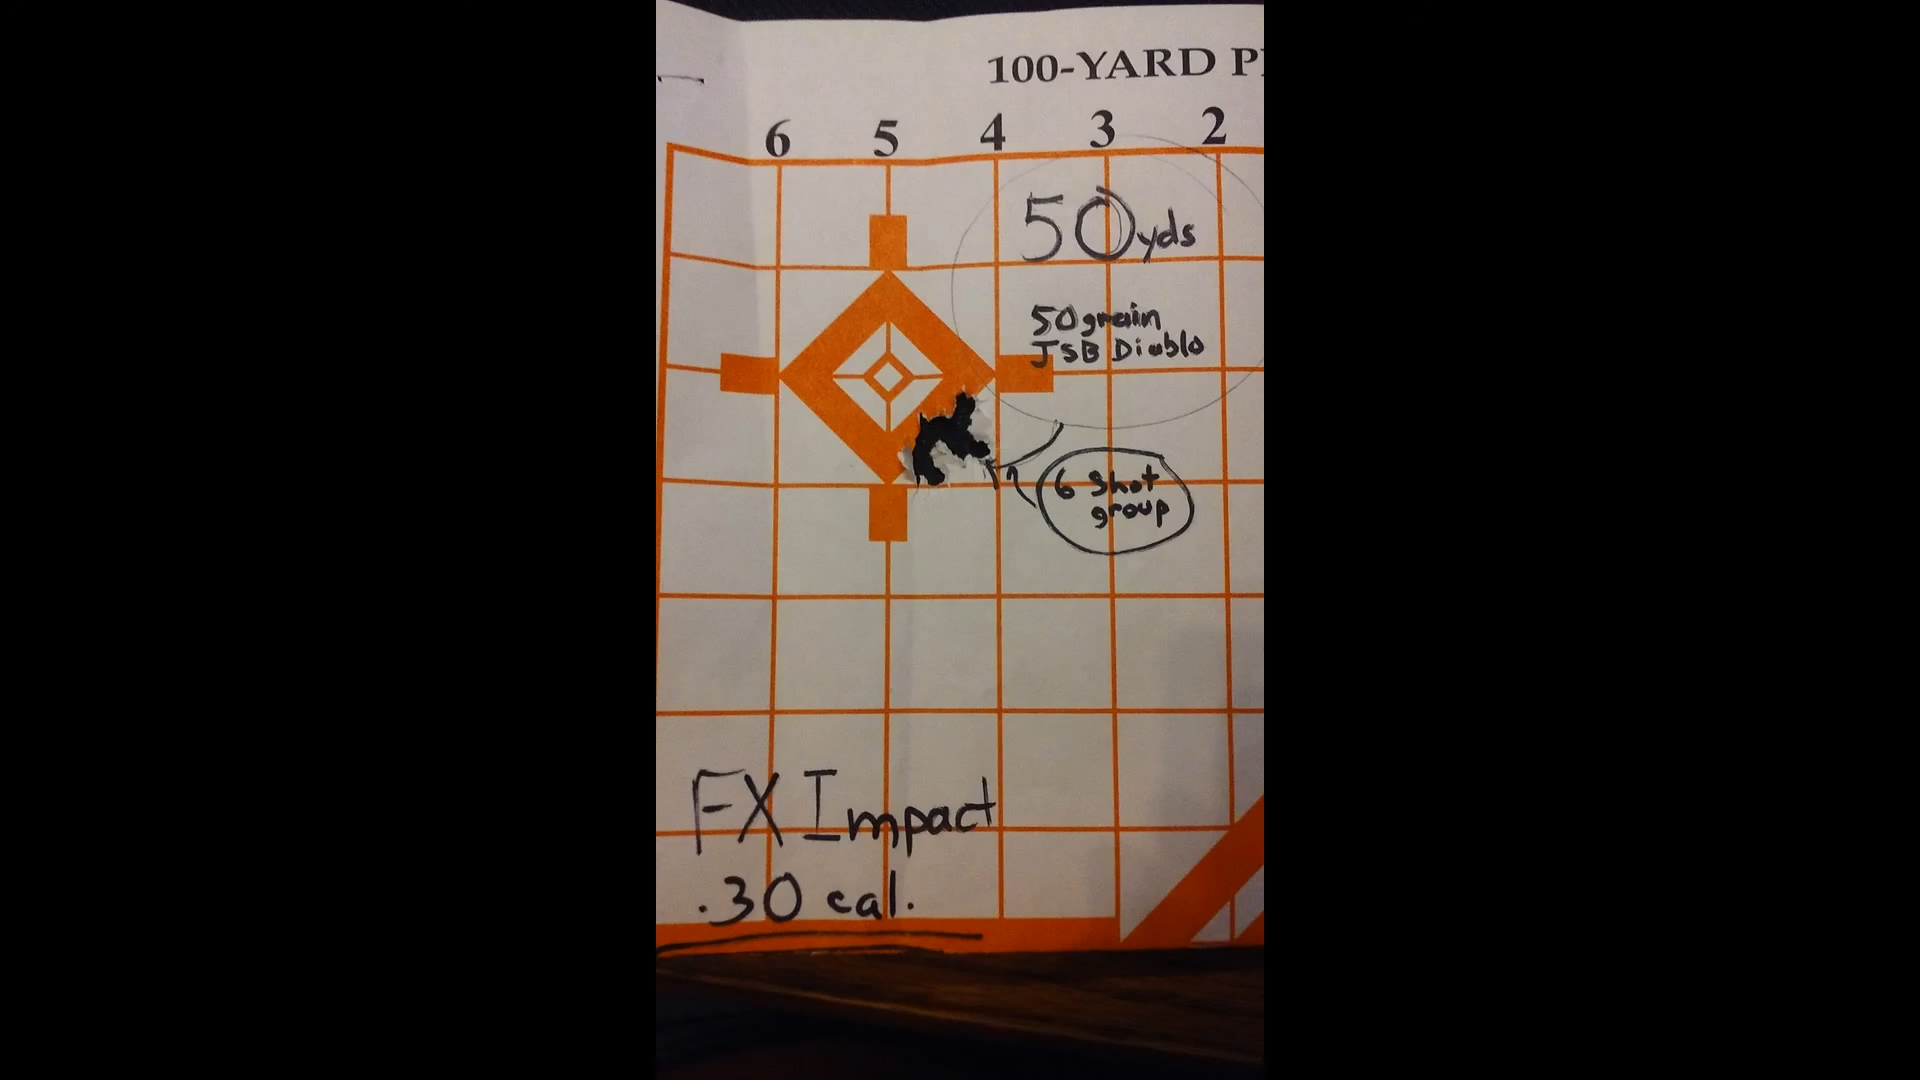 100-YARD
6 5 4 3 2
50yds
50grain
JSB Diablo
6 Shot
group
FX Impact
.30 cal.